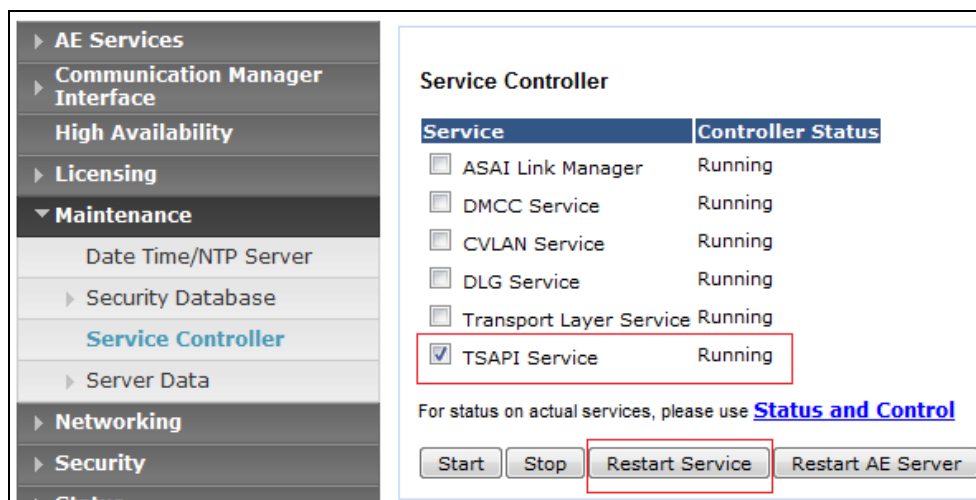 AE Services
Communication Manager
Interface
High Availability
Licensing
Maintenance
Date Time/NTP Server
Security Database
Service Controller
Server Data
Networking
Security
Status
Service Controller
Service Controller Status
ASAI Link Manager Running
DMCC Service Running
CVLAN Service Running
DLG Service Running
Transport Layer Service Running
TSAPI Service Running
For status on actual services, please use Status and Control
Start Stop Restart Service Restart AE Server